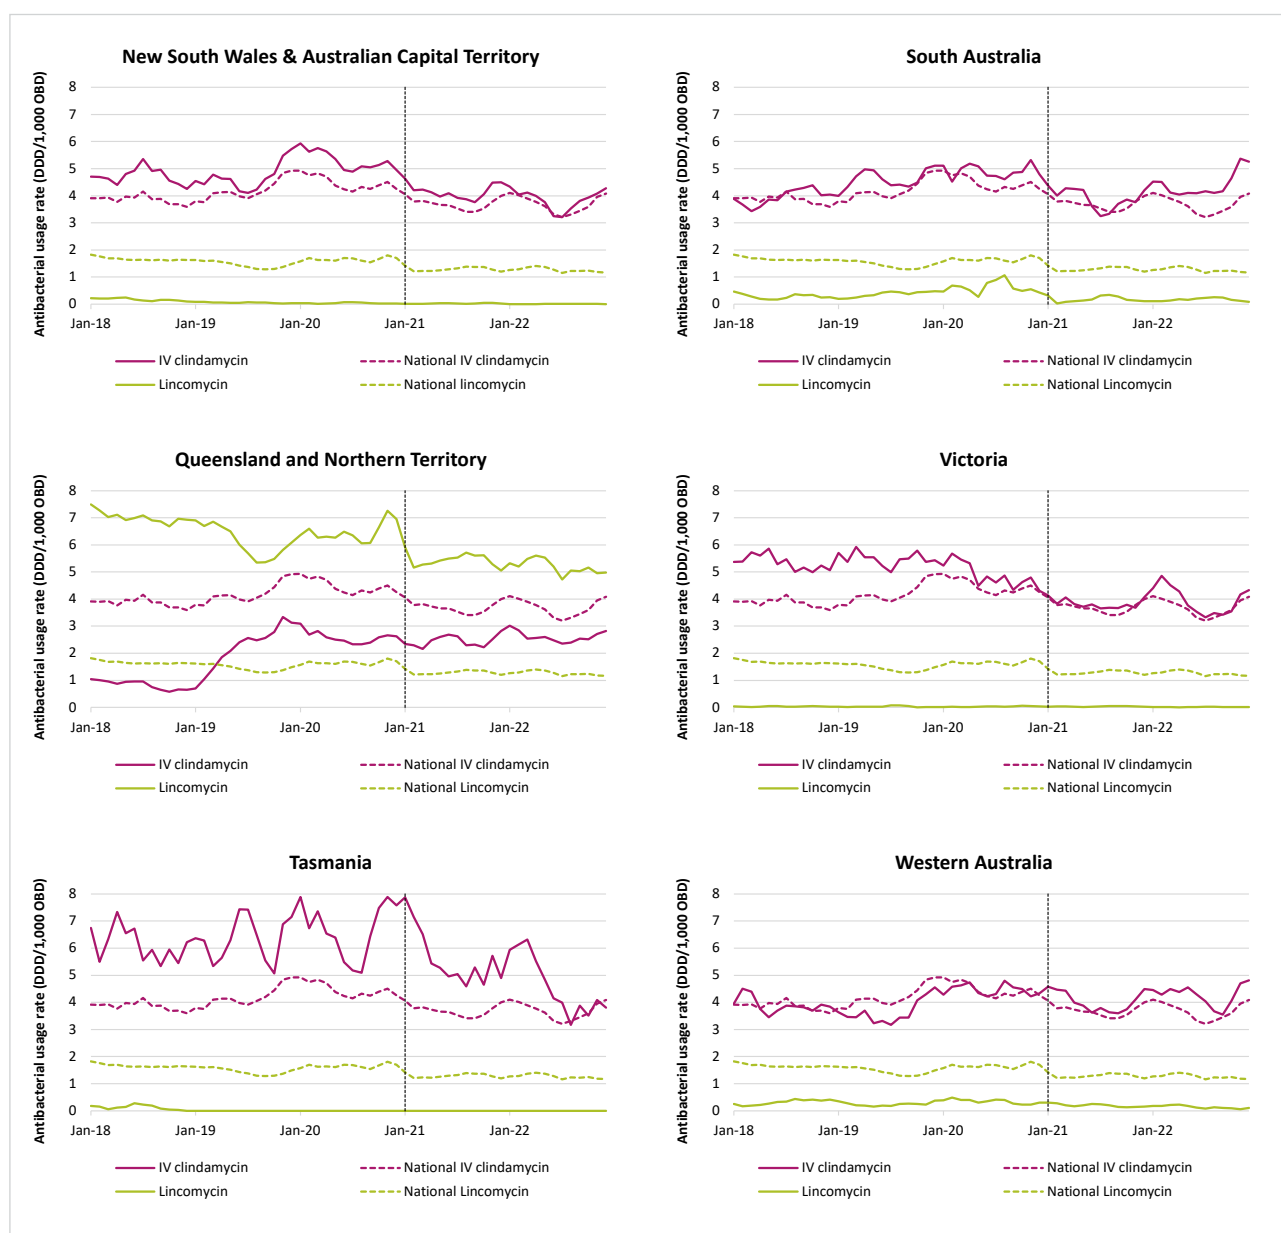 New South Wales & Australian Capital Territory
Antibacterial usage rate (DDD/1,000 OBD)
8
7
6
5
4
3
2
1
0
Jan-18 Jan-19 Jan-20 Jan-21 Jan-22
IV clindamycin National IV clindamycin
Lincomycin National lincomycin
South Australia
Antibacterial usage rate (DDD/1,000 OBD)
8
7
6
5
4
3
2
1
0
Jan-18 Jan-19 Jan-20 Jan-21 Jan-22
IV clindamycin National IV clindamycin
Lincomycin National Lincomycin
Queensland and Northern Territory
Antibacterial usage rate (DDD/1,000 OBD)
8
7
6
5
4
3
2
1
0
Jan-18 Jan-19 Jan-20 Jan-21 Jan-22
IV clindamycin National IV clindamycin
Lincomycin National Lincomycin
Victoria
Antibacterial usage rate (DDD/1,000 OBD)
8
7
6
5
4
3
2
1
0
Jan-18 Jan-19 Jan-20 Jan-21 Jan-22
IV clindamycin National IV clindamycin
Lincomycin National Lincomycin
Tasmania
Antibacterial usage rate (DDD/1,000 OBD)
8
7
6
5
4
3
2
1
0
Jan-18 Jan-19 Jan-20 Jan-21 Jan-22
IV clindamycin National IV clindamycin
Lincomycin National Lincomycin
Western Australia
Antibacterial usage rate (DDD/1,000 OBD)
8
7
6
5
4
3
2
1
0
Jan-18 Jan-19 Jan-20 Jan-21 Jan-22
IV clindamycin National IV clindamycin
Lincomycin National Lincomycin